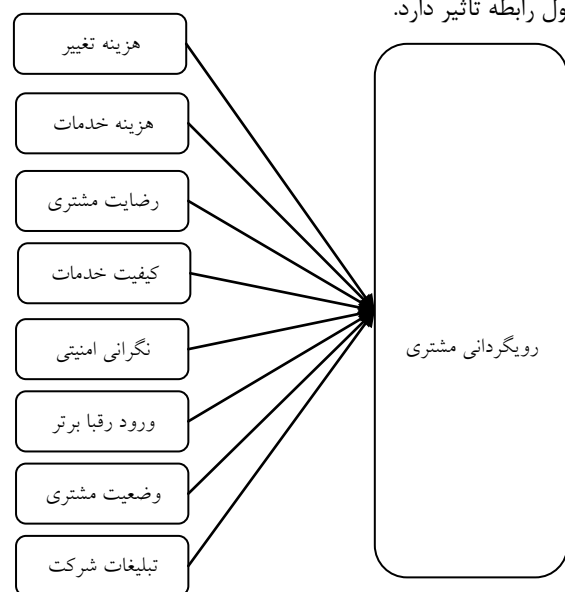 ول رابطه تاثیر دارد.
هزینه تغییر
هزینه خدمات
رضایت مشتری
کیفیت خدمات
نگرانی امنیتی
ورود رقبا برتر
وضعیت مشتری
تبلیغات شرکت
رویگردانی مشتری